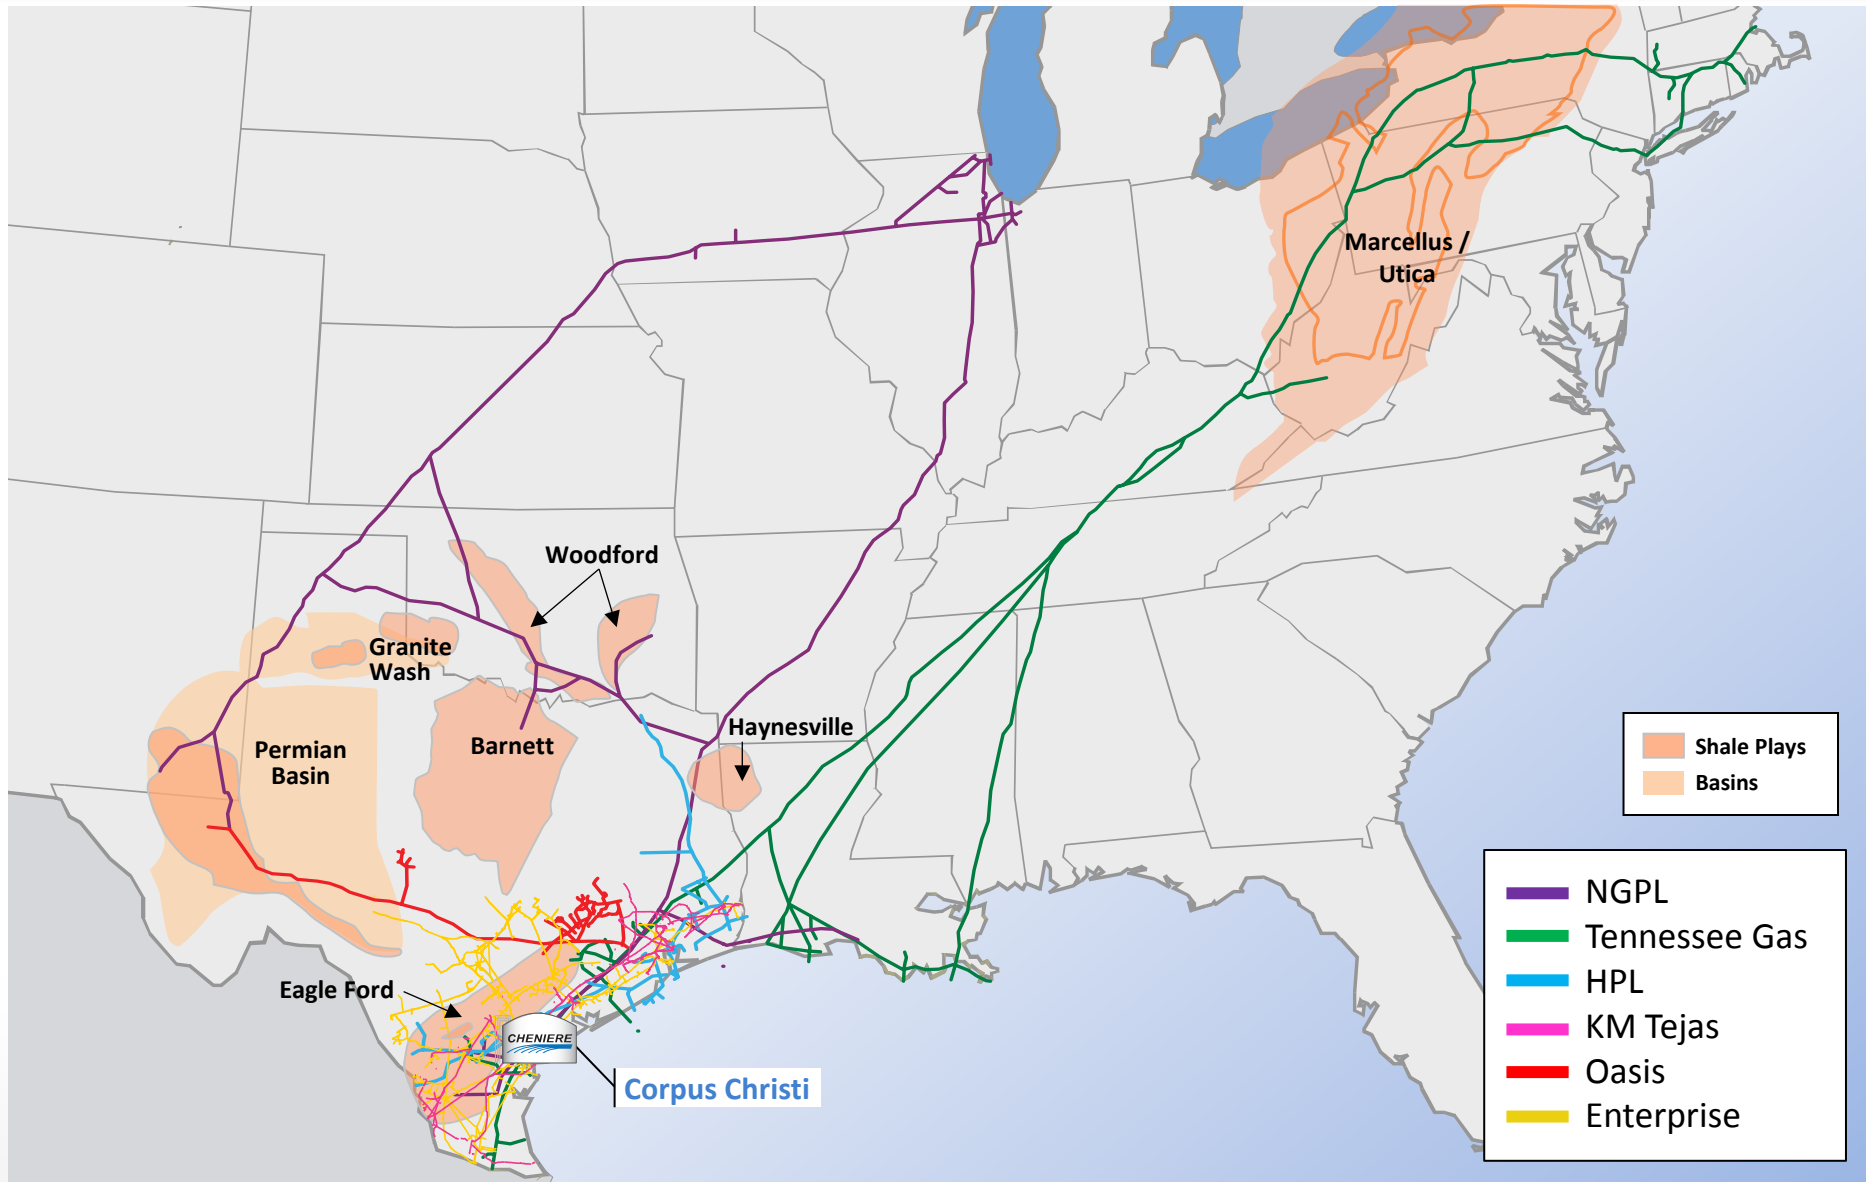 Marcellus /
Utica
Woodford
Granite
Wash
Haynesville
Permian
Basin
Barnett
Shale Plays
Basins
NGPL
Tennessee Gas
HPL
KM Tejas
Oasis
Enterprise
Eagle Ford
CHENIERE
Corpus Christi